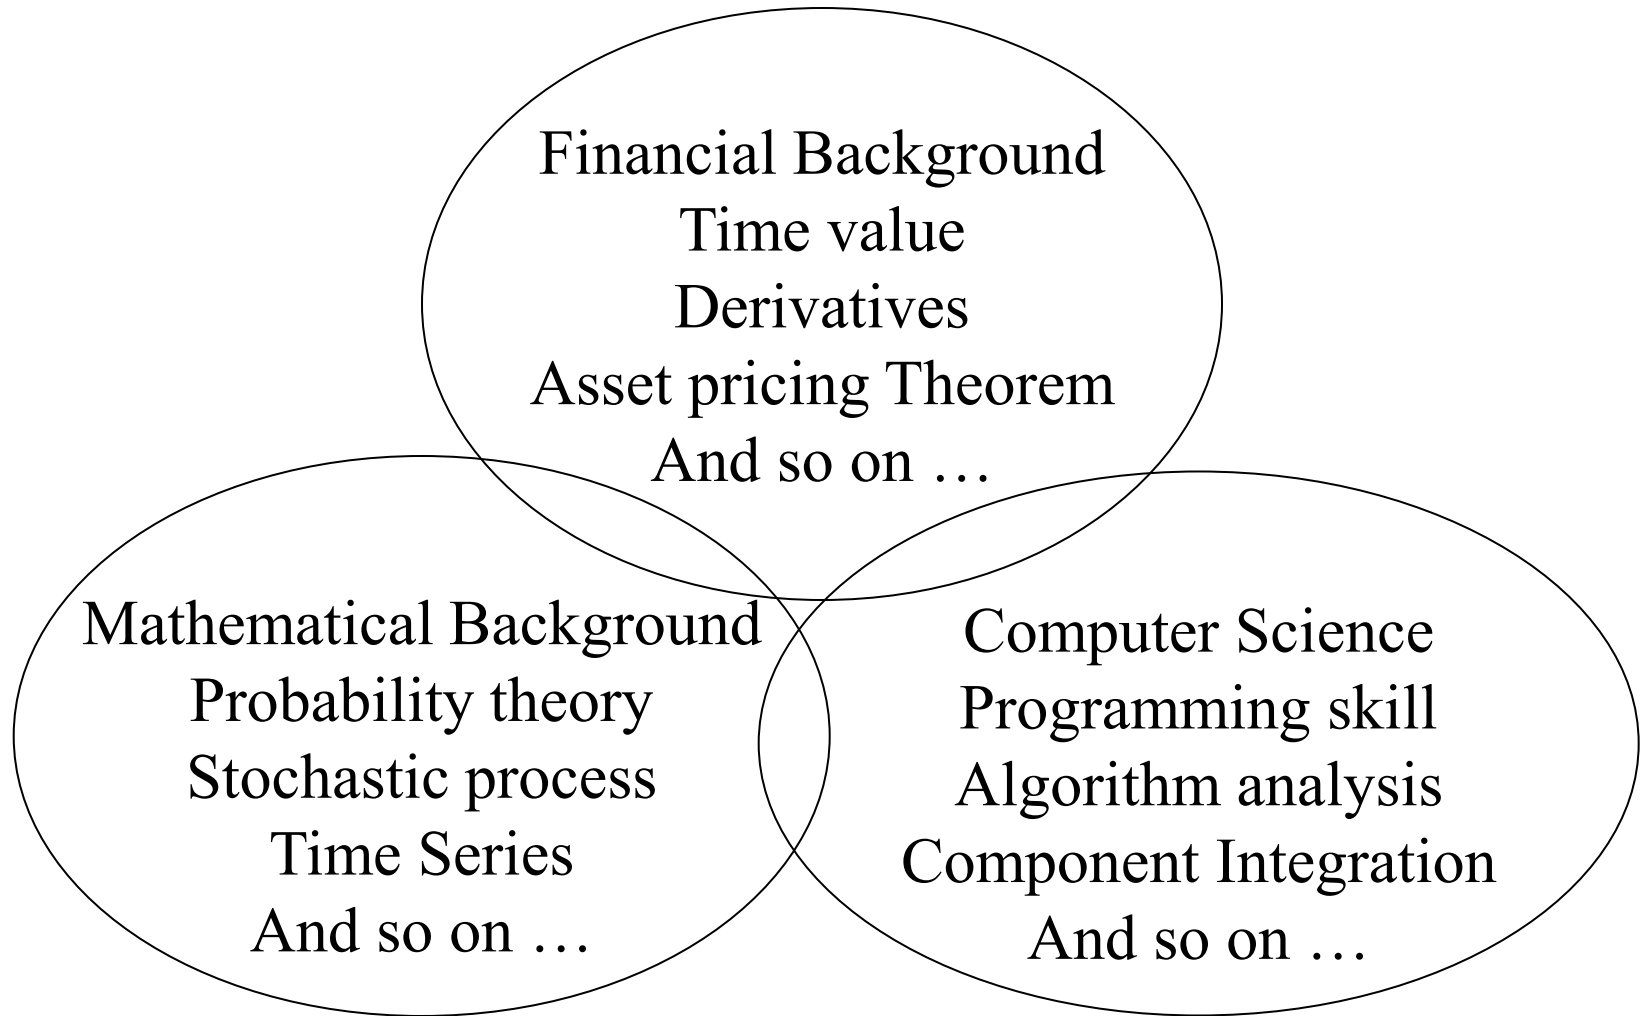 Financial Background
Time value
Derivatives
Asset pricing Theorem
And so on …
Mathematical Background
Probability theory
Stochastic process
Time Series
And so on …
Computer Science
Programming skill
Algorithm analysis
Component Integration
And so on …